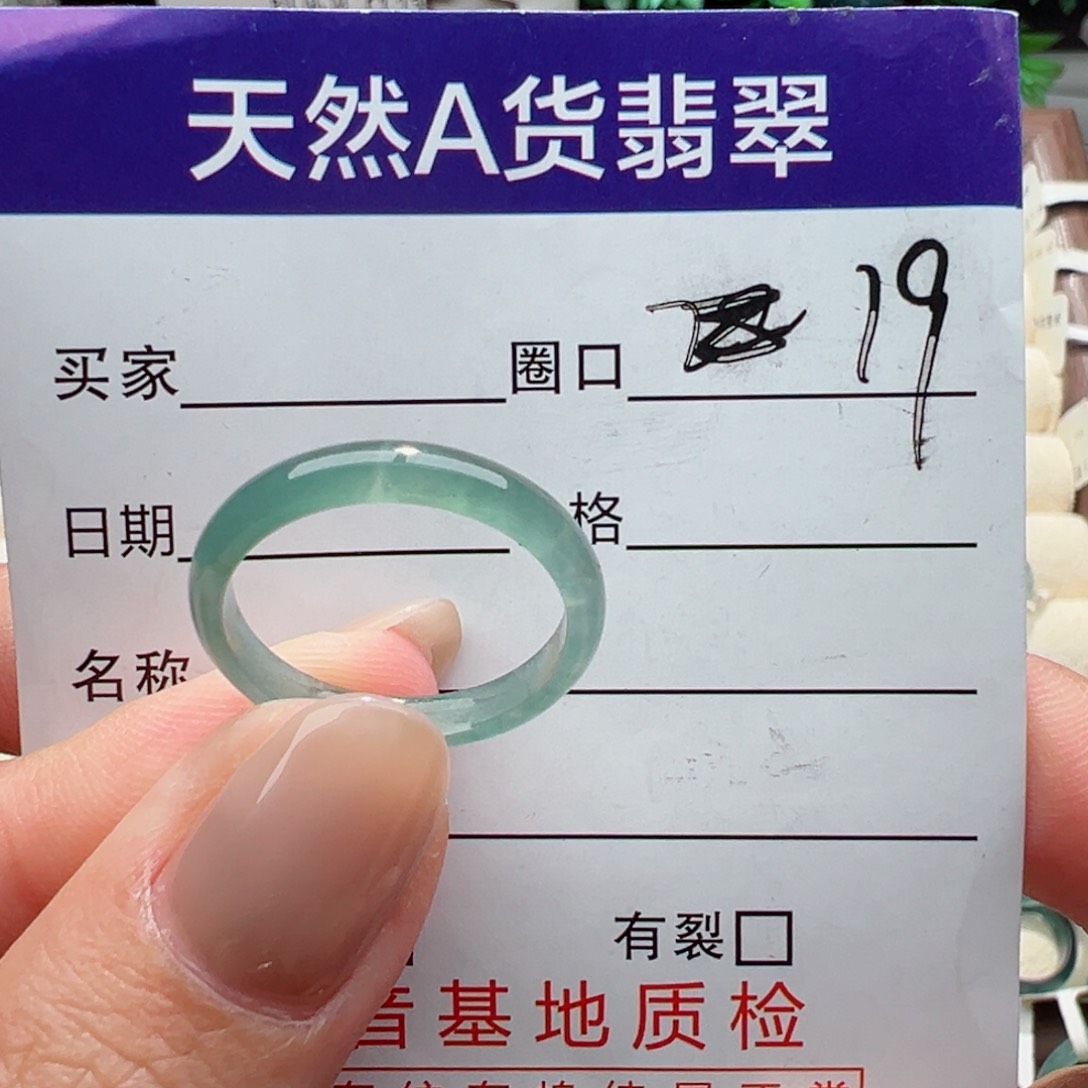 天然A货翡翠
买家 圈口 19
日期 格
名称
有裂
音基地质检